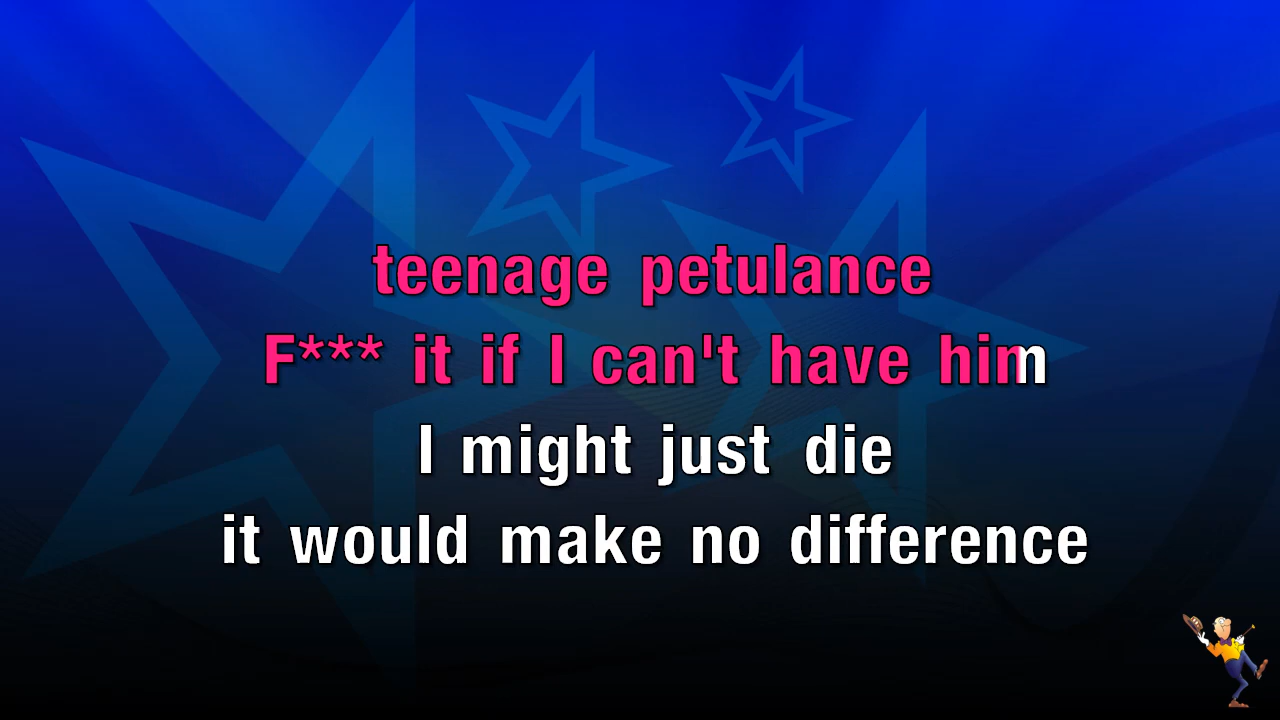 teenage petulance
F*** it if I can't have him
I might just die
it would make no difference